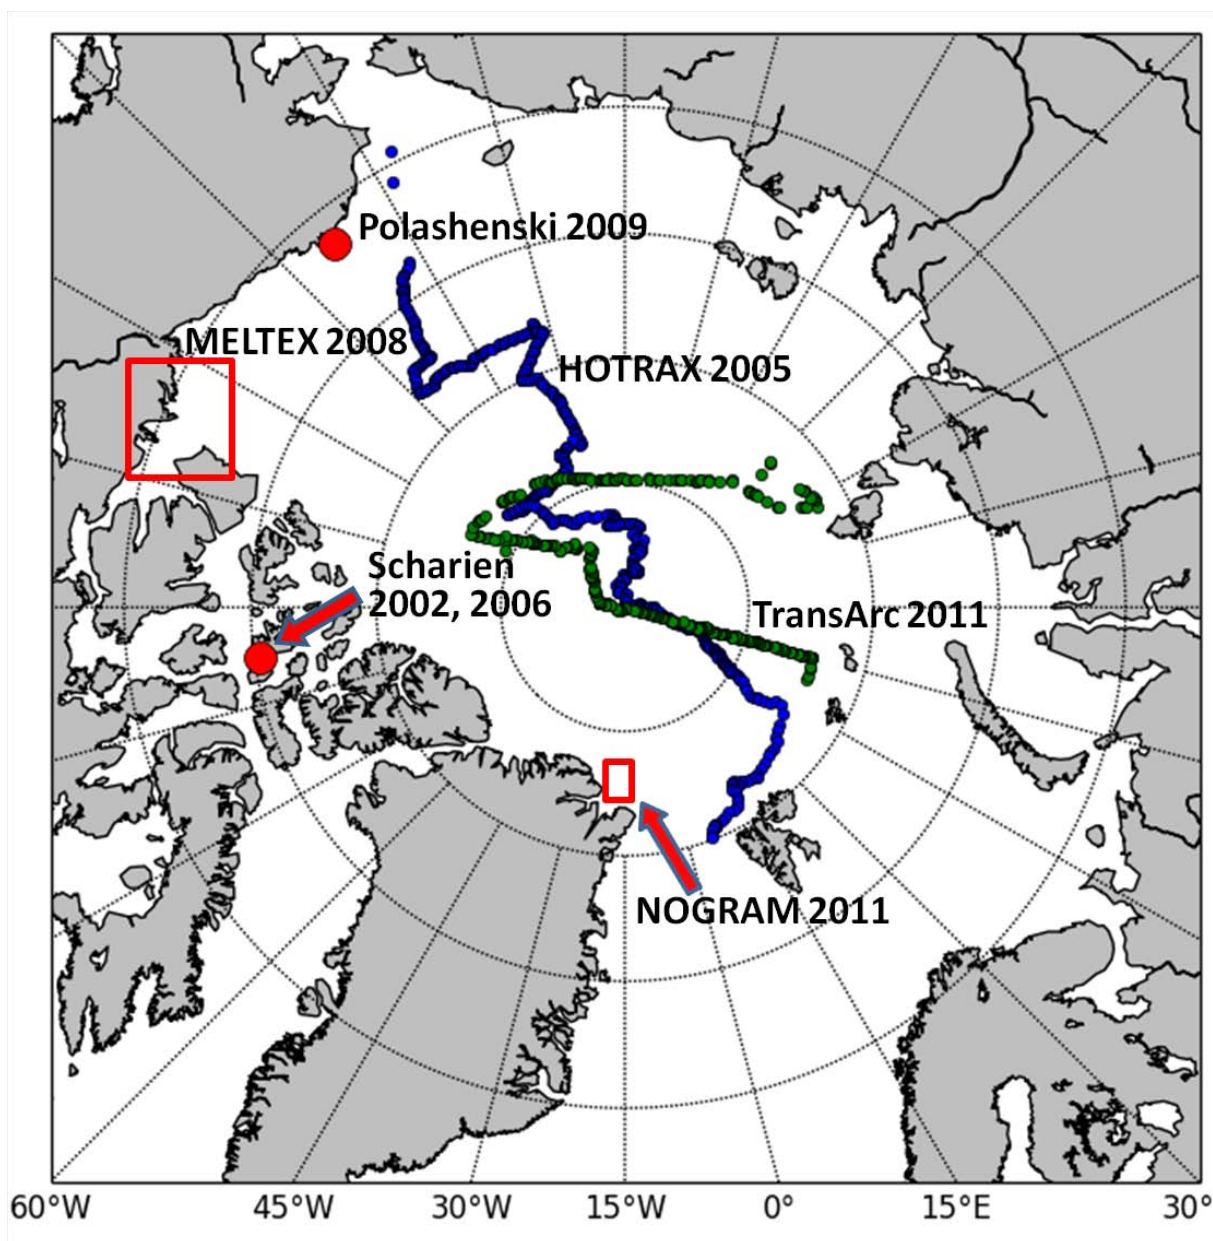 Polashenski 2009
MELTEX 2008
HOTRAX 2005
Scharien
2002, 2006
TransArc 2011
NOGRAM 2011
60°W 45°W 30°W 15°W 0° 15°E 30°